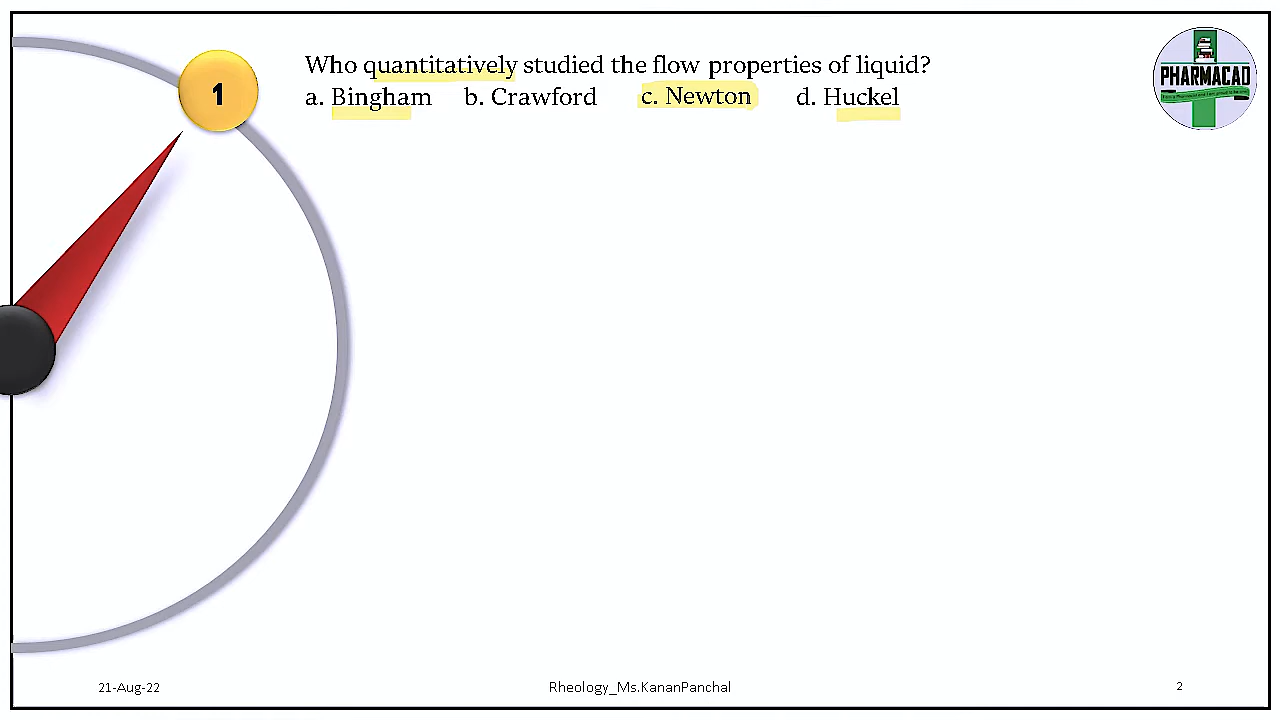 1
Who quantitatively studied the flow properties of liquid?
a. Bingham b. Crawford c. Newton d. Huckel
PHARMACAD
21-Aug-22
Rheology_Ms.KananPanchal
2